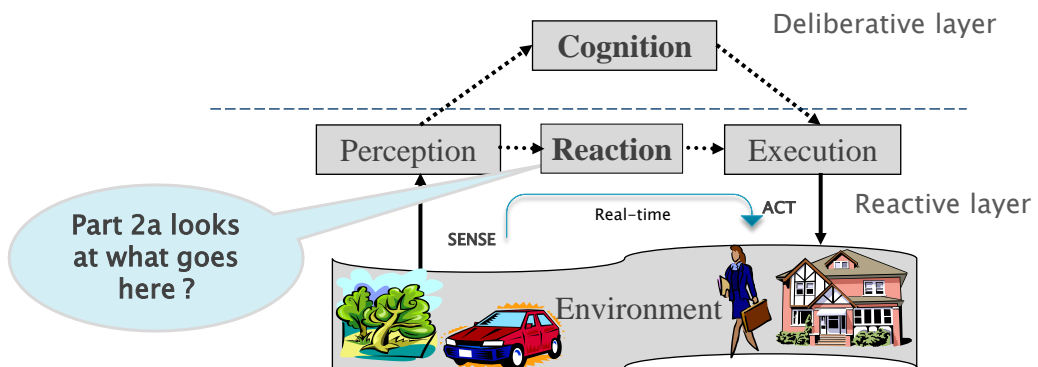 Deliberative layer
Cognition
Perception
Reaction
Execution
Part 2a looks
at what goes
here ?
Real-time
ACT
Reactive layer
SENSE
Environment